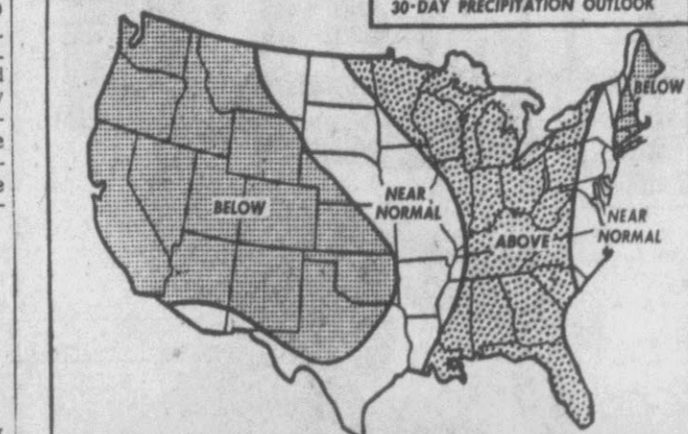 30-DAY PRECIPITATION OUTLOOK
BELOW
BELOW
NEAR
NORMAL
ABOVE
NEAR
NORMAL